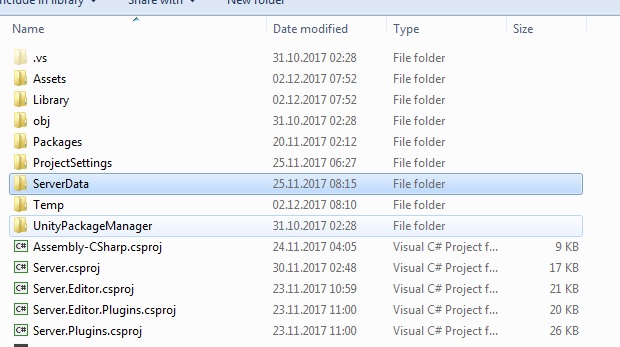 Include in library Share with New folder
Name Date modified Type Size
.vs 31.10.2017 02:28 File folder
Assets 02.12.2017 07:52 File folder
Library 02.12.2017 07:52 File folder
obj 31.10.2017 02:28 File folder
Packages 20.11.2017 02:12 File folder
ProjectSettings 25.11.2017 06:27 File folder
ServerData 25.11.2017 08:15 File folder
Temp 02.12.2017 08:10 File folder
UnityPackageManager 31.10.2017 02:28 File folder
C# Assembly-CSharp.csproj 24.11.2017 04:05 Visual C# Project f... 9 KB
C# Server.csproj 30.11.2017 02:48 Visual C# Project f... 17 KB
C# Server.Editor.csproj 23.11.2017 10:59 Visual C# Project f... 21 KB
C# Server.Editor.Plugins.csproj 23.11.2017 11:00 Visual C# Project f... 20 KB
C# Server.Plugins.csproj 23.11.2017 11:00 Visual C# Project f... 26 KB